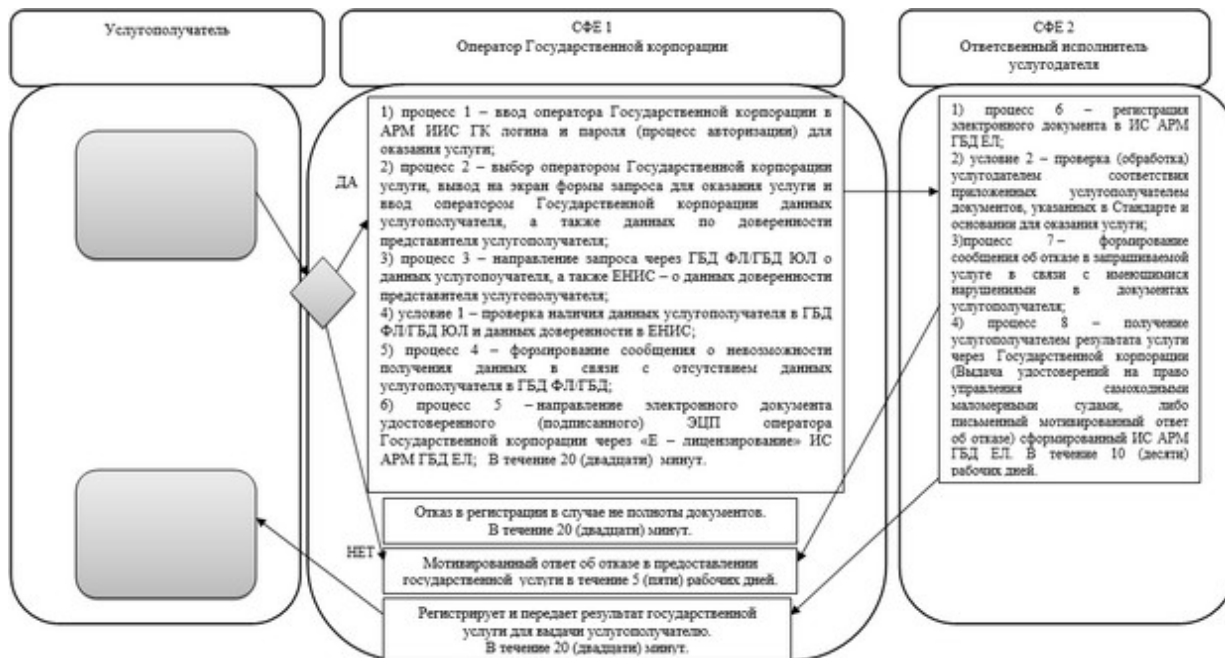 Услугополучатель
СФЕ 1
Оператор Государственной корпорации
СФЕ 2
Ответсвенный исполнитель
услугодателя
ДА
1) процесс 1 – ввод оператора Государственной корпорации в
АРМ ИИС ГК логина и пароля (процесс авторизации) для
оказания услуги;
2) процесс 2 – выбор оператором Государственной корпорации
услуги, вывод на экран формы запроса для оказания услуги и
ввод оператором Государственной корпорации данных
услугополучателя, а также данных по доверенности
представителя услугополучателя;
3) процесс 3 – направление запроса через ГБД ФЛ/ГБД ЮЛ о
данных услугопоучателя, а также ЕНИС – о данных доверенности
представителя услугополучателя;
4) условие 1 – проверка наличия данных услугополучателя в ГБД
ФЛ/ГБД ЮЛ и данных доверенности в ЕНИС;
5) процесс 4 – формирование сообщения о невозможности
получения данных в связи с отсутствием данных
услугополучателя в ГБД ФЛ/ГБД;
6) процесс 5 –направление электронного документа
удостоверенного (подписанного) ЭЦП оператора
Государственной корпорации через «Е – лицензирование» ИС
АРМ ГБД ЕЛ; В течение 20 (двадцати) минут.
Отказ в регистрации в случае не полноты документов.
В течение 20 (двадцати) минут.
НЕТ
Мотивированный ответ об отказе в предоставлении
государственной услуги в течение 5 (пяти) рабочих дней.
Регистрирует и передает результат государственной
услуги для выдачи услугополучателю.
В течение 20 (двадцати) минут.
1) процесс 6 – регистрация
электронного документа в ИС АРМ
ГБД ЕЛ;
2) условие 2 – проверка (обработка)
услугодателем соответствия
приложенных услугополучателем
документов, указанных в Стандарте и
основании для оказания услуги;
3)процесс 7 – формирование
сообщения об отказе в запрашиваемой
услуге в связи с имеющимися
нарушениями в документах
услугополучателя;
4) процесс 8 – получение
услугополучателем результата услуги
через Государственной корпорации
(Выдача удостоверений на право
управления самоходными
маломерными судами, либо
письменный мотивированный ответ
об отказе) сформированный ИС АРМ
ГБД ЕЛ. В течение 10 (десяти)
рабочих дней.